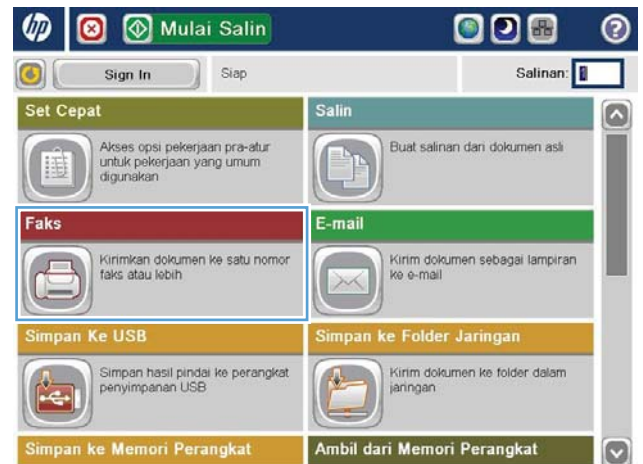 hp
Mulai Salin
?
Sign In
Siap
Salinan:
Set Cepat
Salin
Akses opsi pekerjaan pra-atur
untuk pekerjaan yang umum
digunakan
Buat salinan dari dokumen asli
Faks
E-mail
Kirimkan dokumen ke satu nomor
faks atau lebih
Kirim dokumen sebagai lampiran
ke e-mail
Simpan Ke USB
Simpan ke Folder Jaringan
Simpan hasil pindai ke perangkat
penyimpanan USB
Kirim dokumen ke folder dalam
jaringan
Simpan ke Memori Perangkat
Ambil dari Memori Perangkat